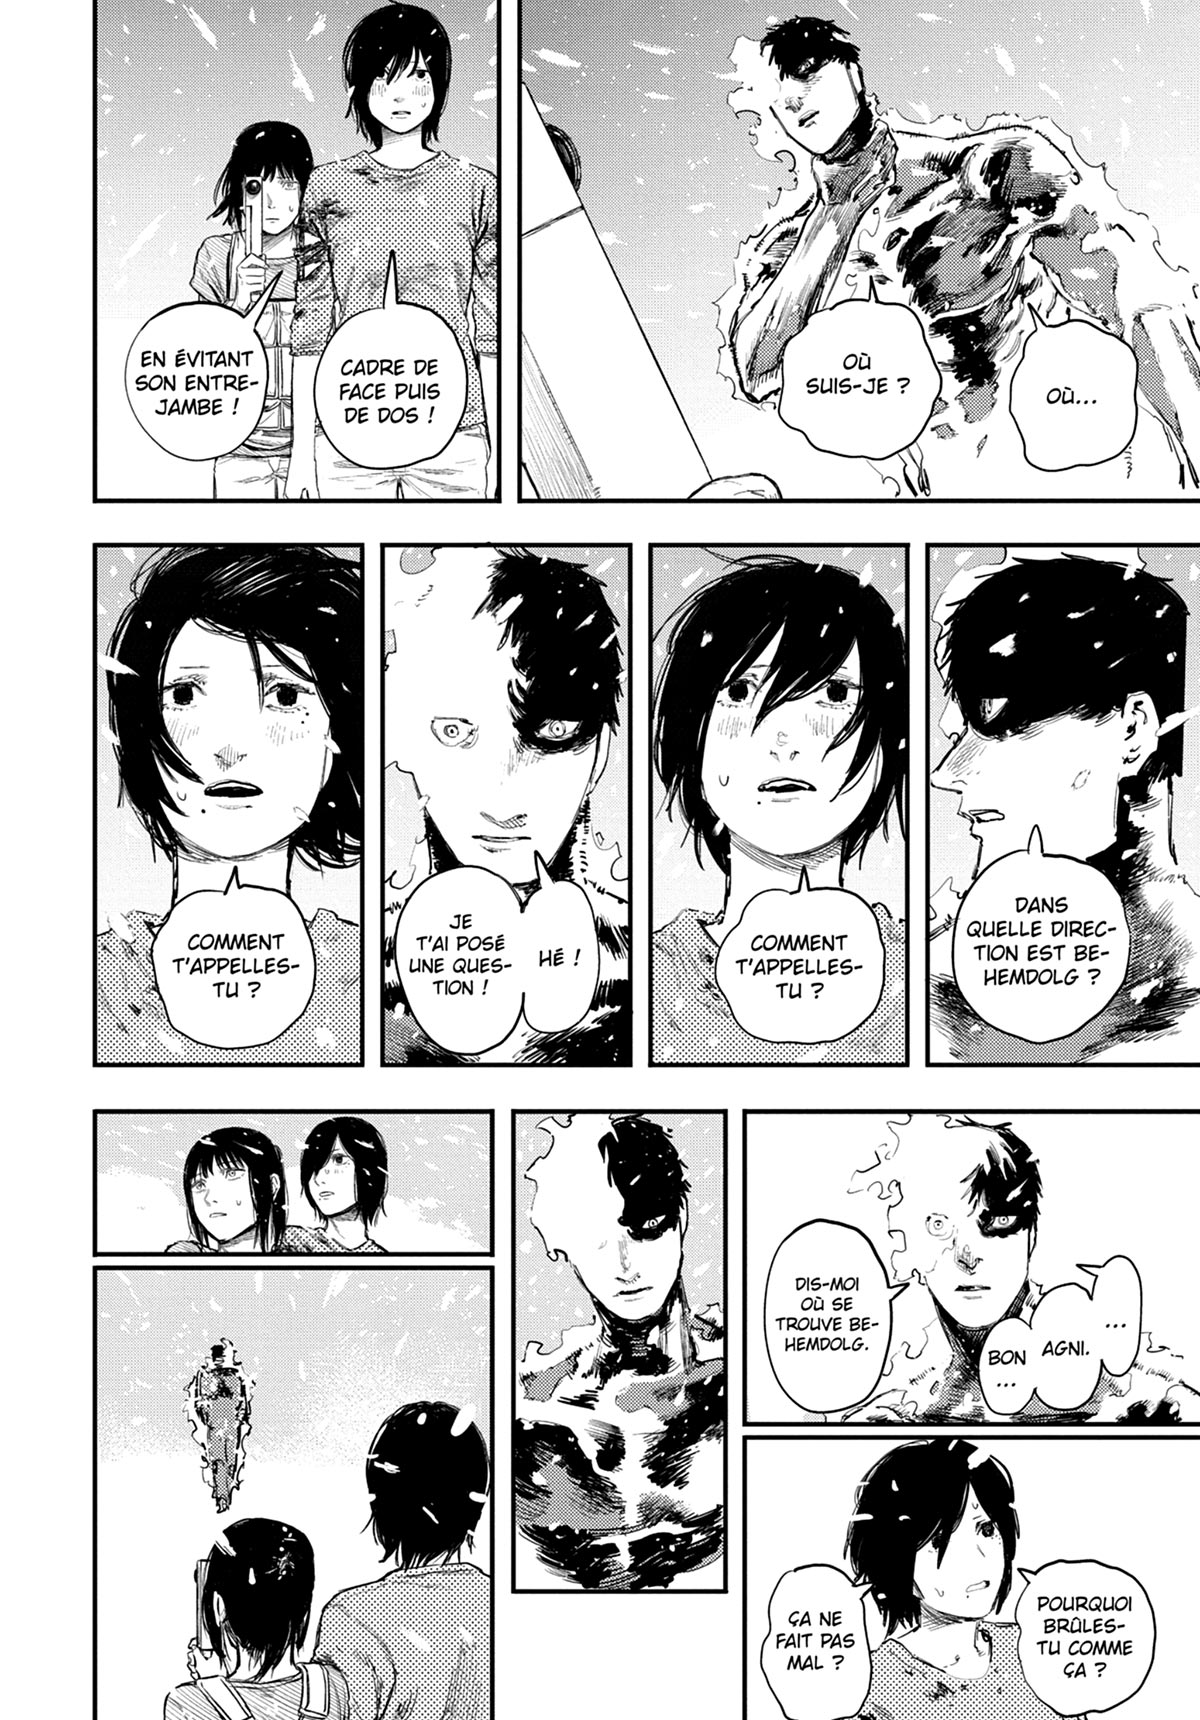 OÙ...
OÙ
SUIS-JE ?
CADRE DE
FACE PUIS
DE DOS !
EN ÉVITANT
SON ENTRE-
JAMBE !
DANS
QUELLE DIREC-
TION EST BE-
HEMDOLG ?
COMMENT
T'APPELLES-
TU ?
HÉ !
JE
T'AI POSÉ
UNE QUES-
TION !
COMMENT
T'APPELLES-
TU ?
...
AGNI.
BON
...
DIS-MOI
OÙ SE
TROUVE BE-
HEMDOLG.
POURQUOI
BRÛLES-
TU COMME
ÇA ?
ÇA NE
FAIT PAS
MAL ?